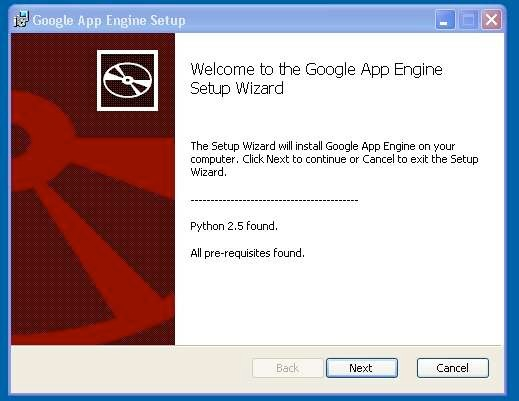 Google App Engine Setup
Welcome to the Google App Engine
Setup Wizard
The Setup Wizard will install Google App Engine on your
computer. Click Next to continue or Cancel to exit the Setup
Wizard.
------------------------------------------
Python 2.5 found.
All pre-requisites found.
Back
Next
Cancel